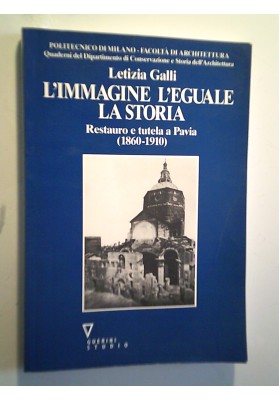 POLITECNICO DI MILANO - FACOLTÀ DI ARCHITETTURA
Quaderni del Dipartimento di Conservazione e Storia dell'Architettura
Letizia Galli
L'IMMAGINE L'EGUALE
LA STORIA
Restauro e tutela a Pavia
(1860-1910)
GUERINI
STUDIO